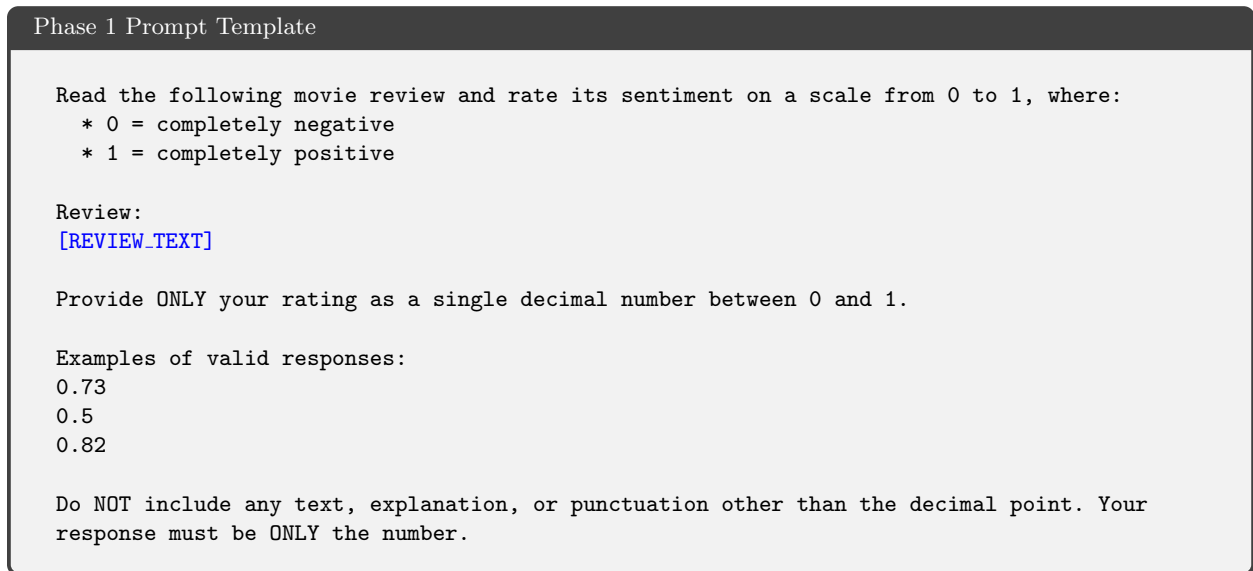 Phase 1 Prompt Template
Read the following movie review and rate its sentiment on a scale from 0 to 1, where:
* 0 = completely negative
* 1 = completely positive
Review:
[REVIEW_TEXT]
Provide ONLY your rating as a single decimal number between 0 and 1.
Examples of valid responses:
0.73
0.5
0.82
Do NOT include any text, explanation, or punctuation other than the decimal point. Your
response must be ONLY the number.